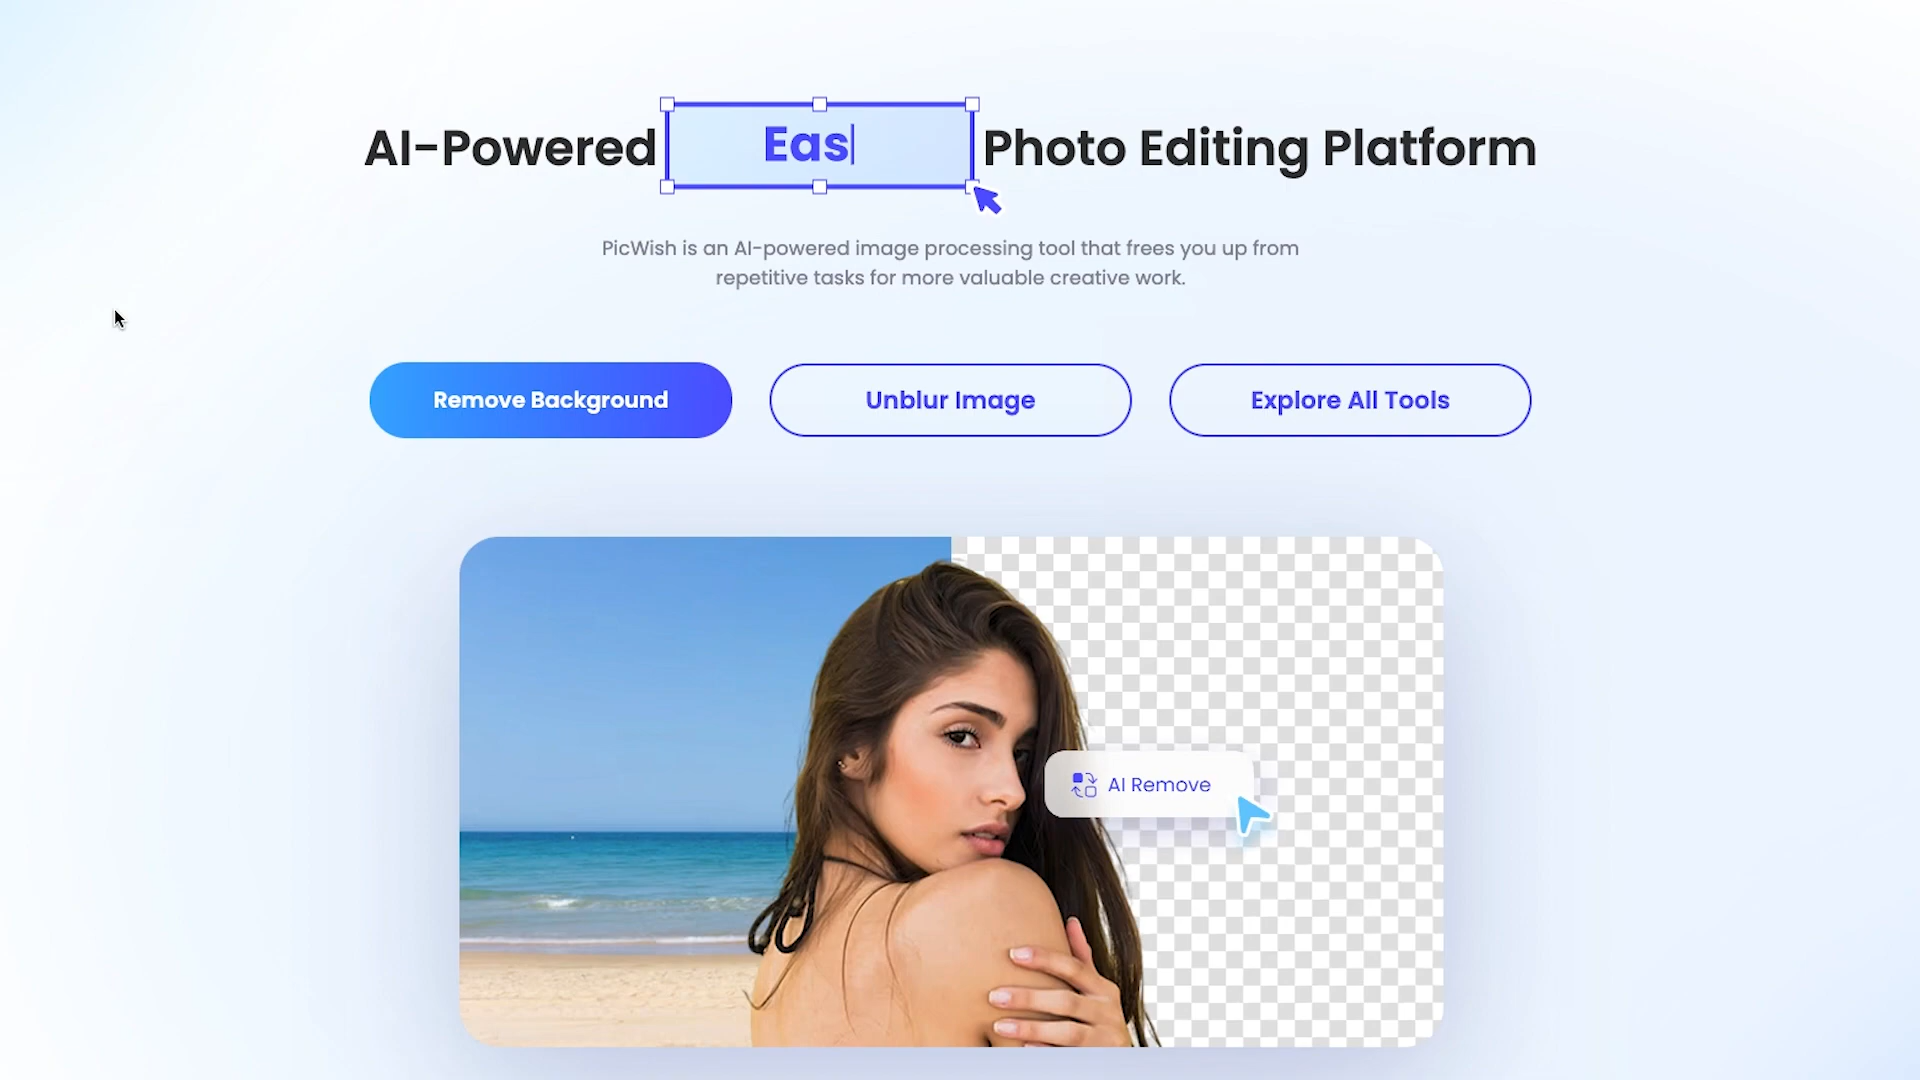 AI-Powered Eas Photo Editing Platform
PicWish is an AI-powered image processing tool that frees you up from
repetitive tasks for more valuable creative work.
Remove Background
Unblur Image
Explore All Tools
AI Remove